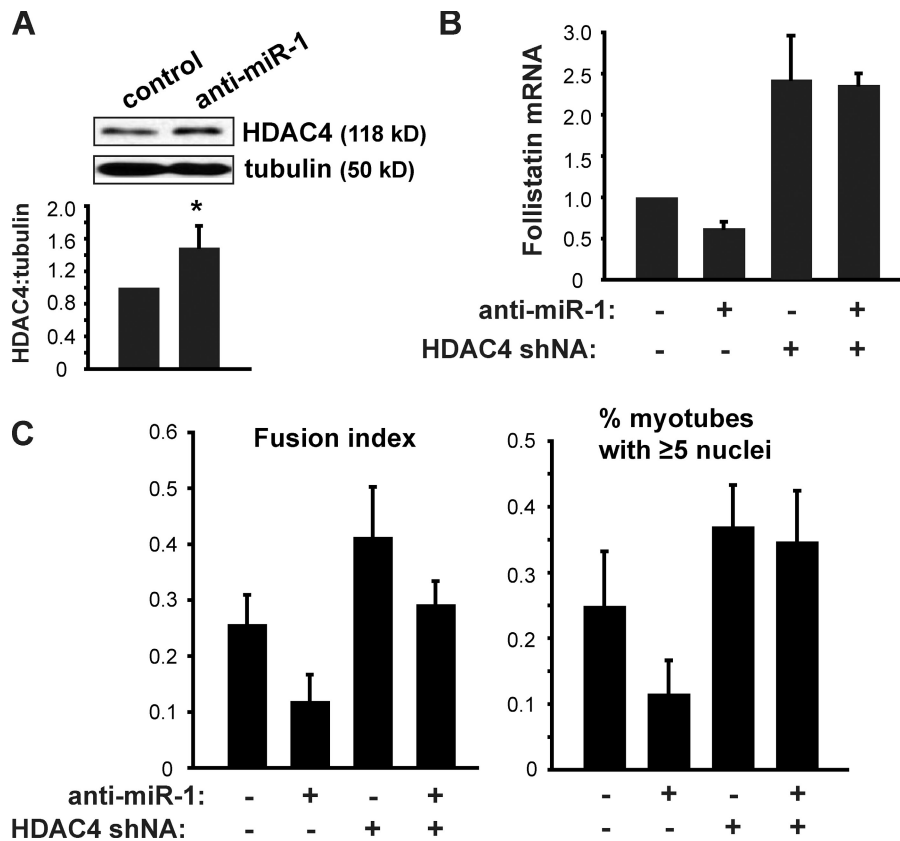 A
control
anti-miR-1
HDAC4 (118 kD)
tubulin (50 kD)
HDAC4:tubulin
2.0
1.6
1.2
0.8
0.4
0
*
B
Follistatin mRNA
3.0
2.5
2.0
1.5
1.0
0.5
0
anti-miR-1: - + - +
HDAC4 shNA: - - + +
C
Fusion index
0.6
0.5
0.4
0.3
0.2
0.1
0
anti-miR-1: - + - +
HDAC4 shNA: - - + +
% myotubes
with ≥5 nuclei
0.5
0.4
0.3
0.2
0.1
0
- + - +
- - + +